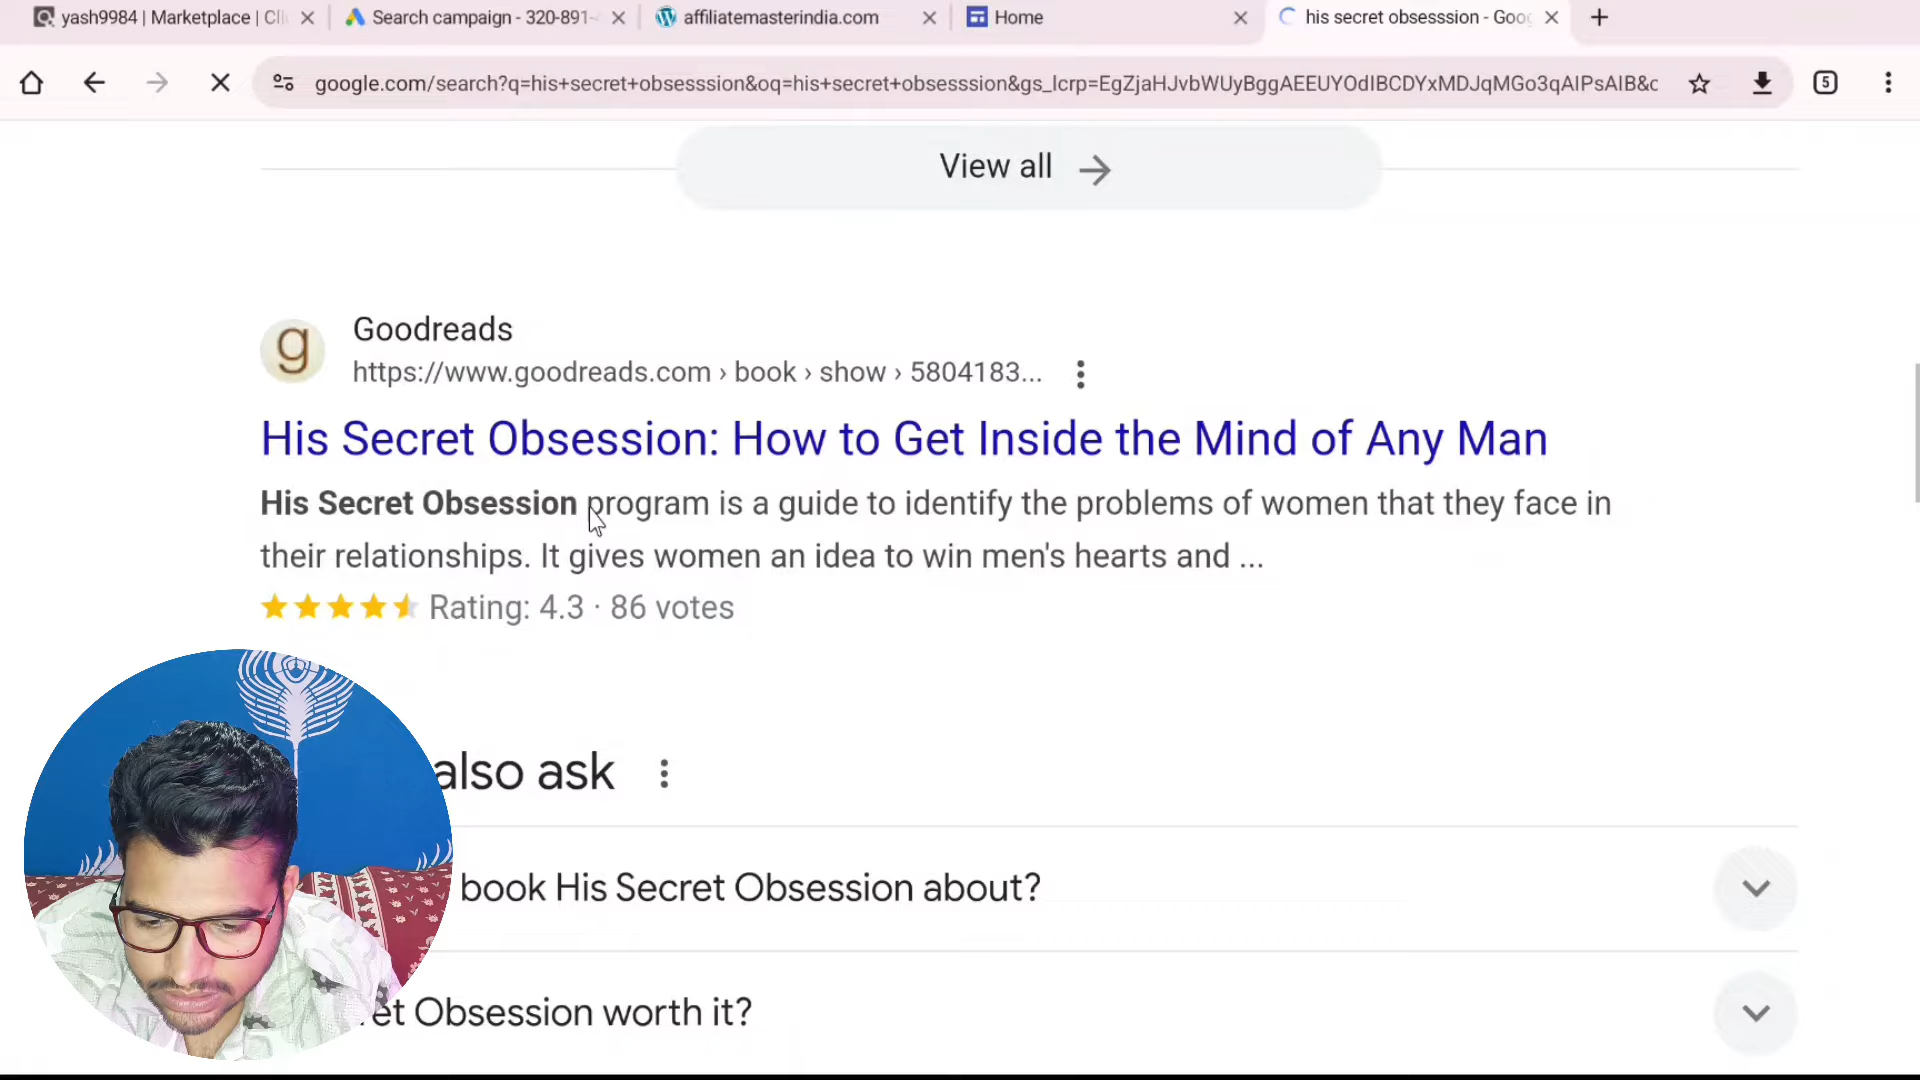 yash9984 | Marketplace | Cli
Search campaign - 320-891-
affiliatemasterindia.com
Home
his secret obsesssion - Goo
google.com/search?q=his+secret+obsesssion&oq=his+secret+obsesssion&gs_lcrp=EgZjaHJvbWUyBggAEEUYOdIBCDYxMDJqMGo3qAIPsAIB&c
5
View all
g
Goodreads
https://www.goodreads.com › book › show › 5804183...
His Secret Obsession: How to Get Inside the Mind of Any Man
His Secret Obsession program is a guide to identify the problems of women that they face in
their relationships. It gives women an idea to win men's hearts and ...
Rating: 4.3 · 86 votes
also ask
book His Secret Obsession about?
et Obsession worth it?